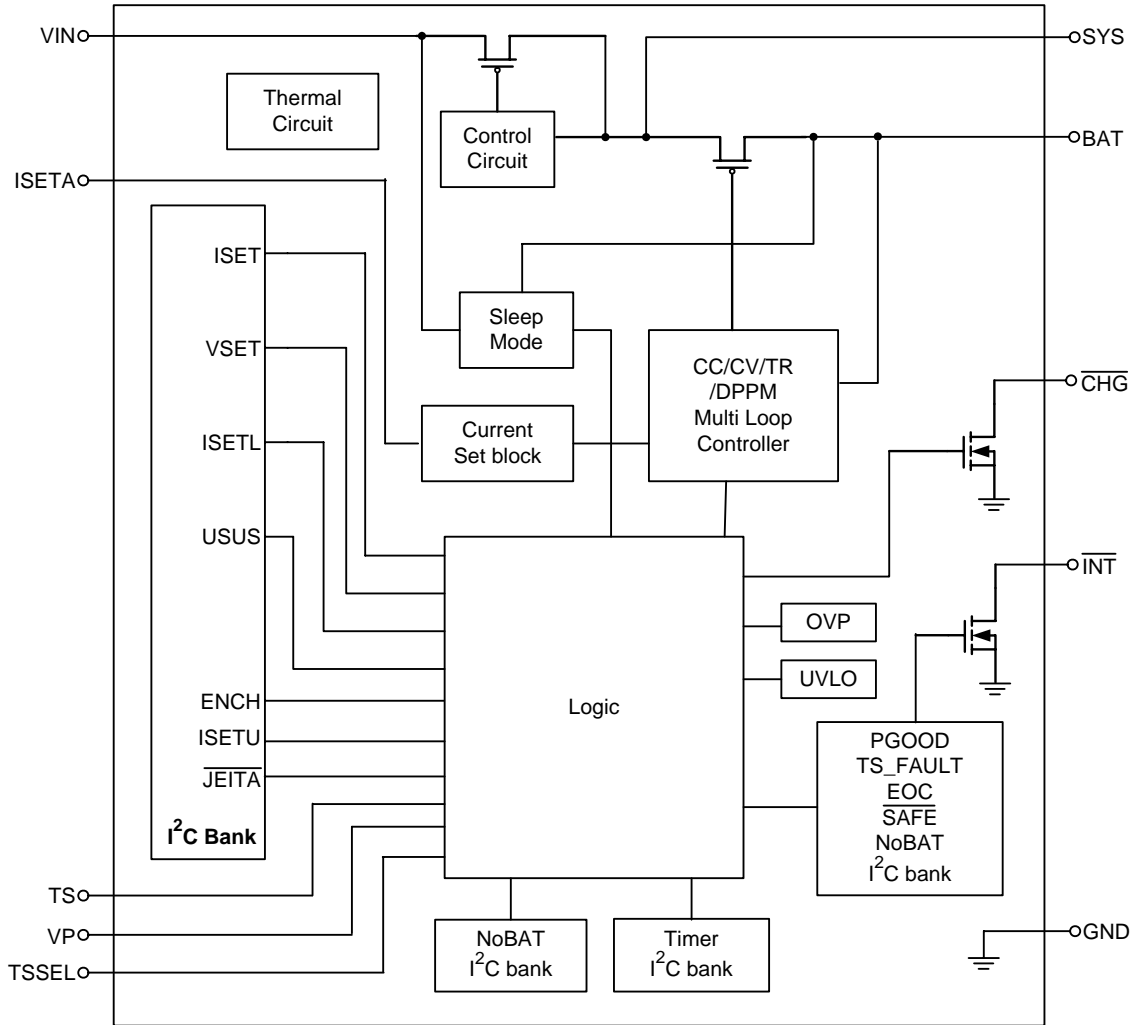 VIN
SYS
Thermal
Circuit
Control
Circuit
BAT
ISETA
ISET
Sleep
Mode
VSET
CC/CV/TR
/DPPM
Multi Loop
Controller
CHG
Current
Set block
ISETL
USUS
INT
OVP
UVLO
Logic
ENCH
ISETU
JEITA
I²C Bank
PGOOD
TS_FAULT
EOC
SAFE
NoBAT
I²C bank
TS
VP
TSSEL
NoBAT
I²C bank
Timer
I²C bank
GND